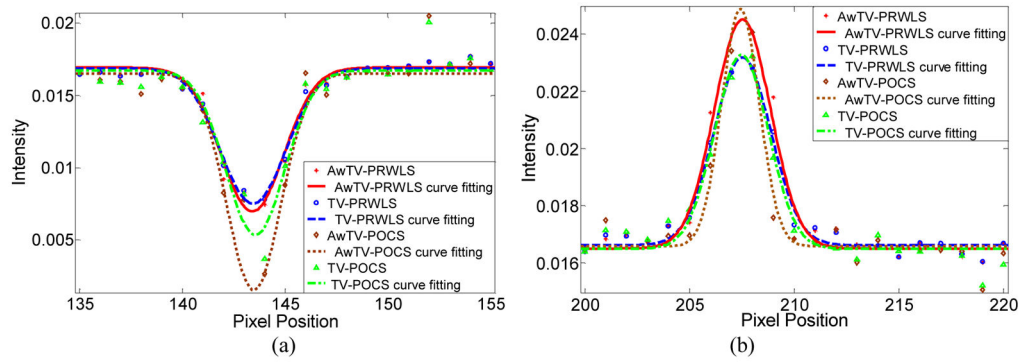 0.02
0.015
0.01
0.005
Intensity
AwTV-PRWLS
AwTV-PRWLS curve fitting
TV-PRWLS
TV-PRWLS curve fitting
AwTV-POCS
AwTV-POCS curve fitting
TV-POCS
TV-POCS curve fitting
135 140 145 150 155
Pixel Position
(a)
0.024
0.022
0.02
0.018
0.016
Intensity
AwTV-PRWLS
AwTV-PRWLS curve fitting
TV-PRWLS
TV-PRWLS curve fitting
AwTV-POCS
AwTV-POCS curve fitting
TV-POCS
TV-POCS curve fitting
200 205 210 215 220
Pixel Position
(b)